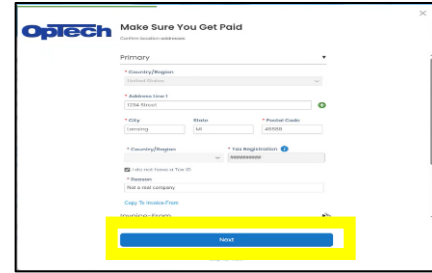 OpTech
Make Sure You Get Paid
Confirm location addresses
Primary
* Country/Region
United States
* Address Line 1
1234 Street
* City State * Postal Code
Lansing MI
* Country/Region * Tax Registration
I do not have a Tax ID
* Reason
Not a real company
Copy To Invoice-From
Invoice-From
Next